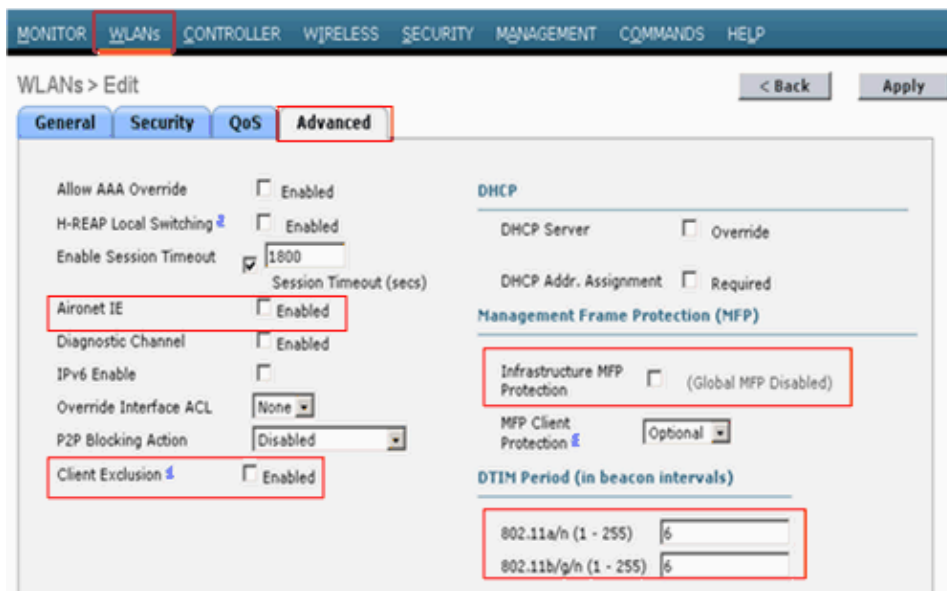 MONITOR WLANs CONTROLLER WIRELESS SECURITY MANAGEMENT COMMANDS HELP
WLANs > Edit
< Back Apply
General Security QoS Advanced
Allow AAA Override Enabled
H-REAP Local Switching 2 Enabled
Enable Session Timeout 1800
Session Timeout (secs)
Aironet IE Enabled
Diagnostic Channel Enabled
IPv6 Enable
Override Interface ACL None
P2P Blocking Action Disabled
Client Exclusion Enabled
DHCP
DHCP Server Override
DHCP Addr. Assignment Required
Management Frame Protection (MFP)
Infrastructure MFP
Protection (Global MFP Disabled)
MFP Client
Protection Optional
DTIM Period (in beacon intervals)
802.11a/n (1 - 255) 6
802.11b/g/n (1 - 255) 6